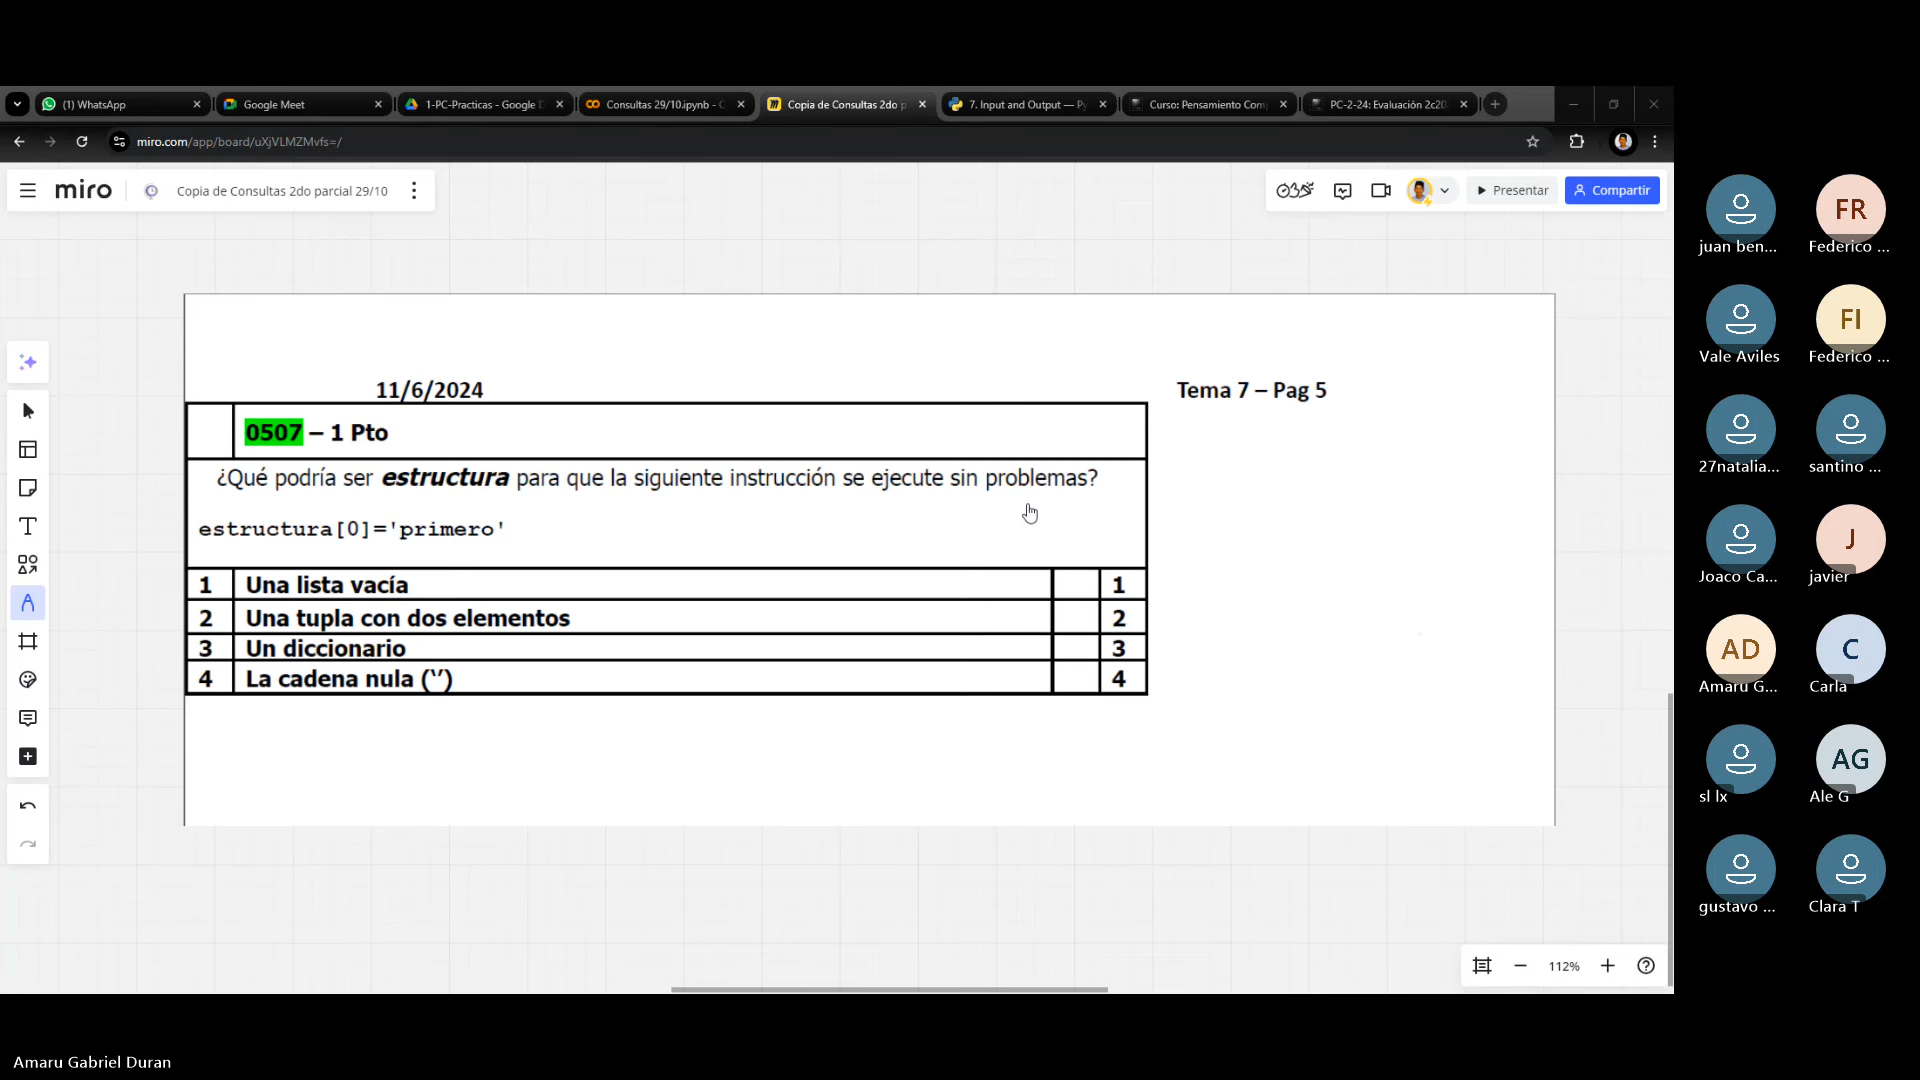 (1) WhatsApp
Google Meet
1-PC-Practicas - Google D
Consultas 29/10.ipynb - C
Copia de Consultas 2do p
7. Input and Output — Py
Curso: Pensamiento Comp
PC-2-24: Evaluación 2c20
miro.com/app/board/uXjVLMZMvfs=/
miro
Copia de Consultas 2do parcial 29/10
Presentar
Compartir
11/6/2024
Tema 7 – Pag 5
0507 – 1 Pto
¿Qué podría ser estructura para que la siguiente instrucción se ejecute sin problemas?
estructura[0]='primero'
1 Una lista vacía 1
2 Una tupla con dos elementos 2
3 Un diccionario 3
4 La cadena nula (‘’) 4
112%
juan ben...
FR
Federico ...
Vale Aviles
FI
Federico ...
27natalia...
santino ...
Joaco Ca...
J
javier
AD
Amaru G...
C
Carla
sl lx
AG
Ale G
gustavo ...
Clara T
Amaru Gabriel Duran